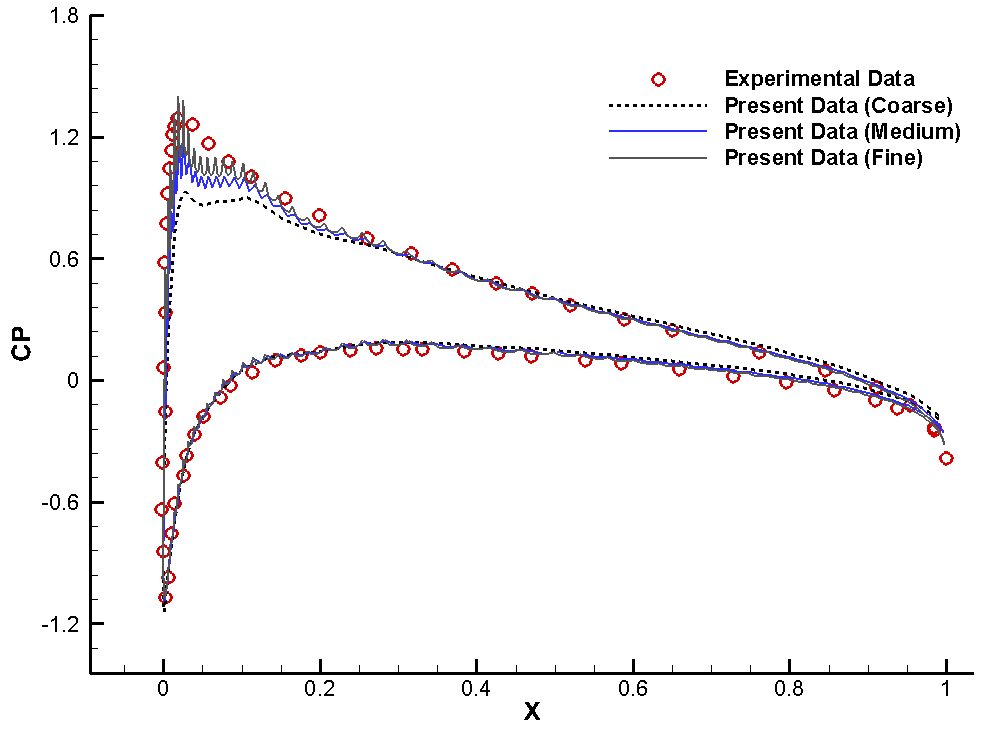 1.8
Experimental Data
Present Data (Coarse)
Present Data (Medium)
Present Data (Fine)
1.2
0.6
CP
0
-0.6
-1.2
0 0.2 0.4 0.6 0.8 1
X